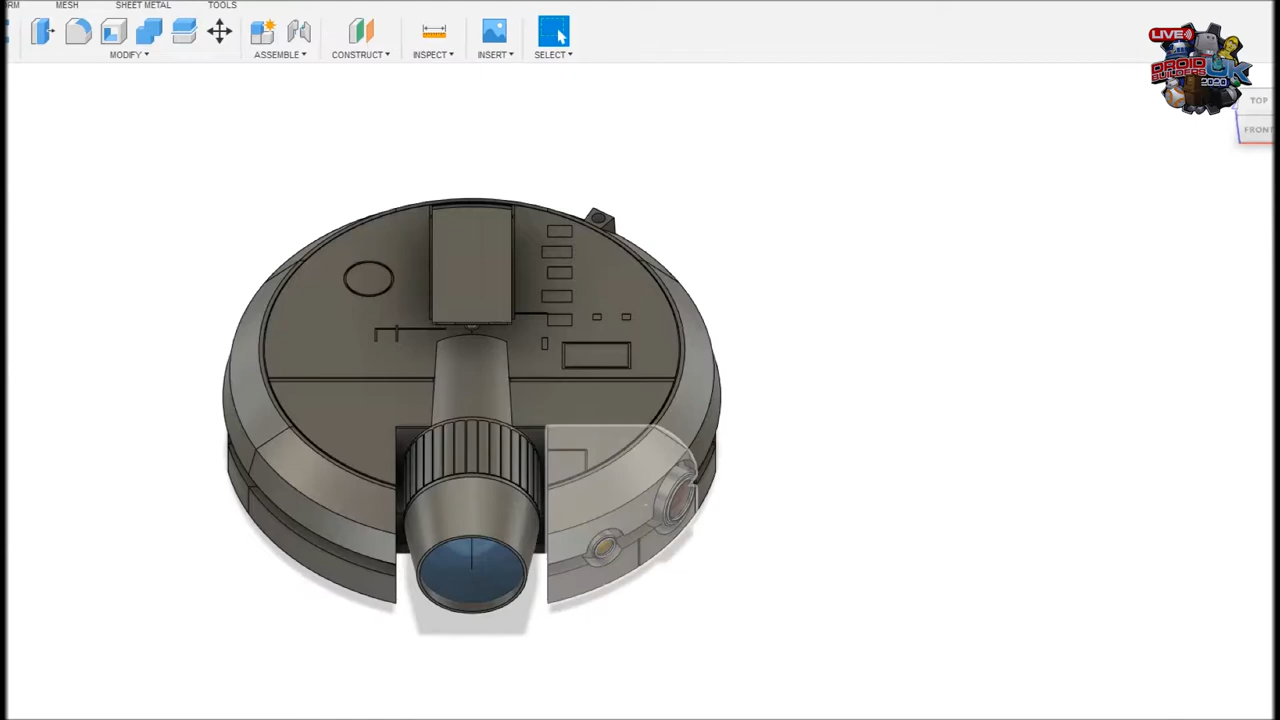 RM MESH SHEET METAL TOOLS
MODIFY ASSEMBLE CONSTRUCT INSPECT INSERT SELECT
LIVE
DROID
BUILDERS
UK
2020
TOP
FRONT